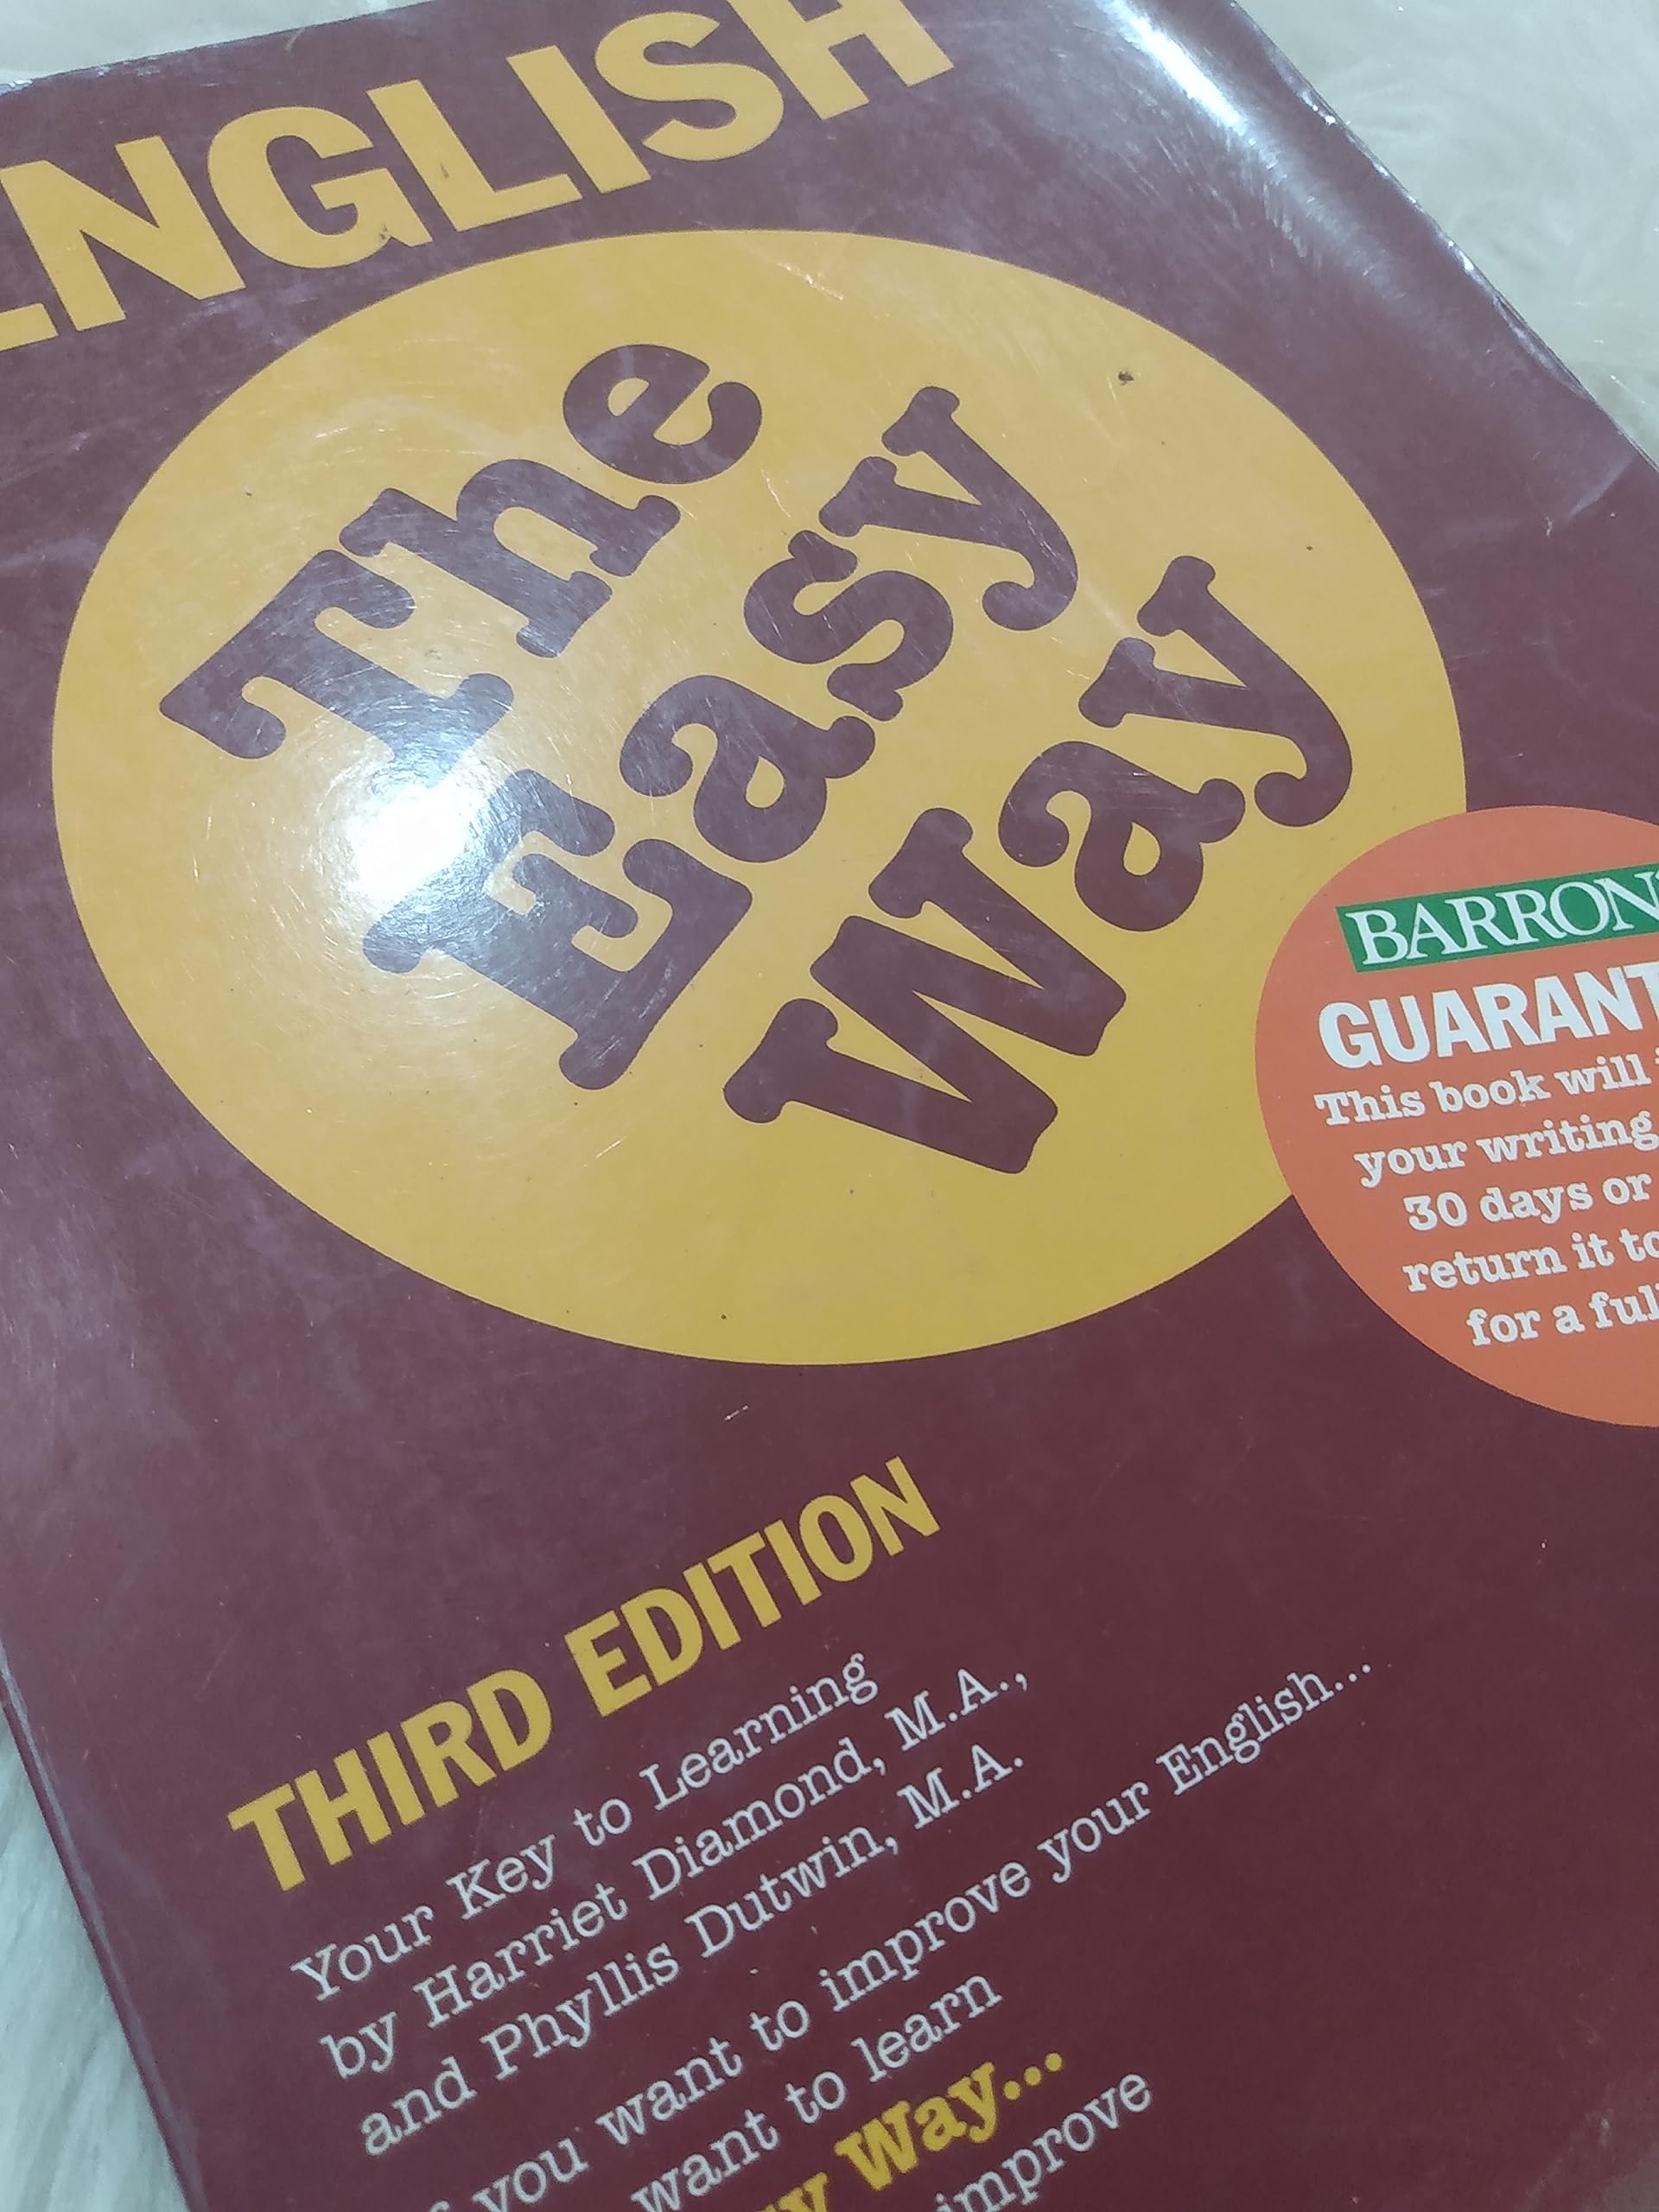 ENGLISH
The
Easy
Way
BARRON'
GUARANT
This book will
your writing
30 days or
return it to
for a full
THIRD EDITION
Your Key to Learning
by Harriet Diamond, M.A.,
and Phyllis Dutwin, M.A.
you want to improve your English...
want to learn
Way...
improve